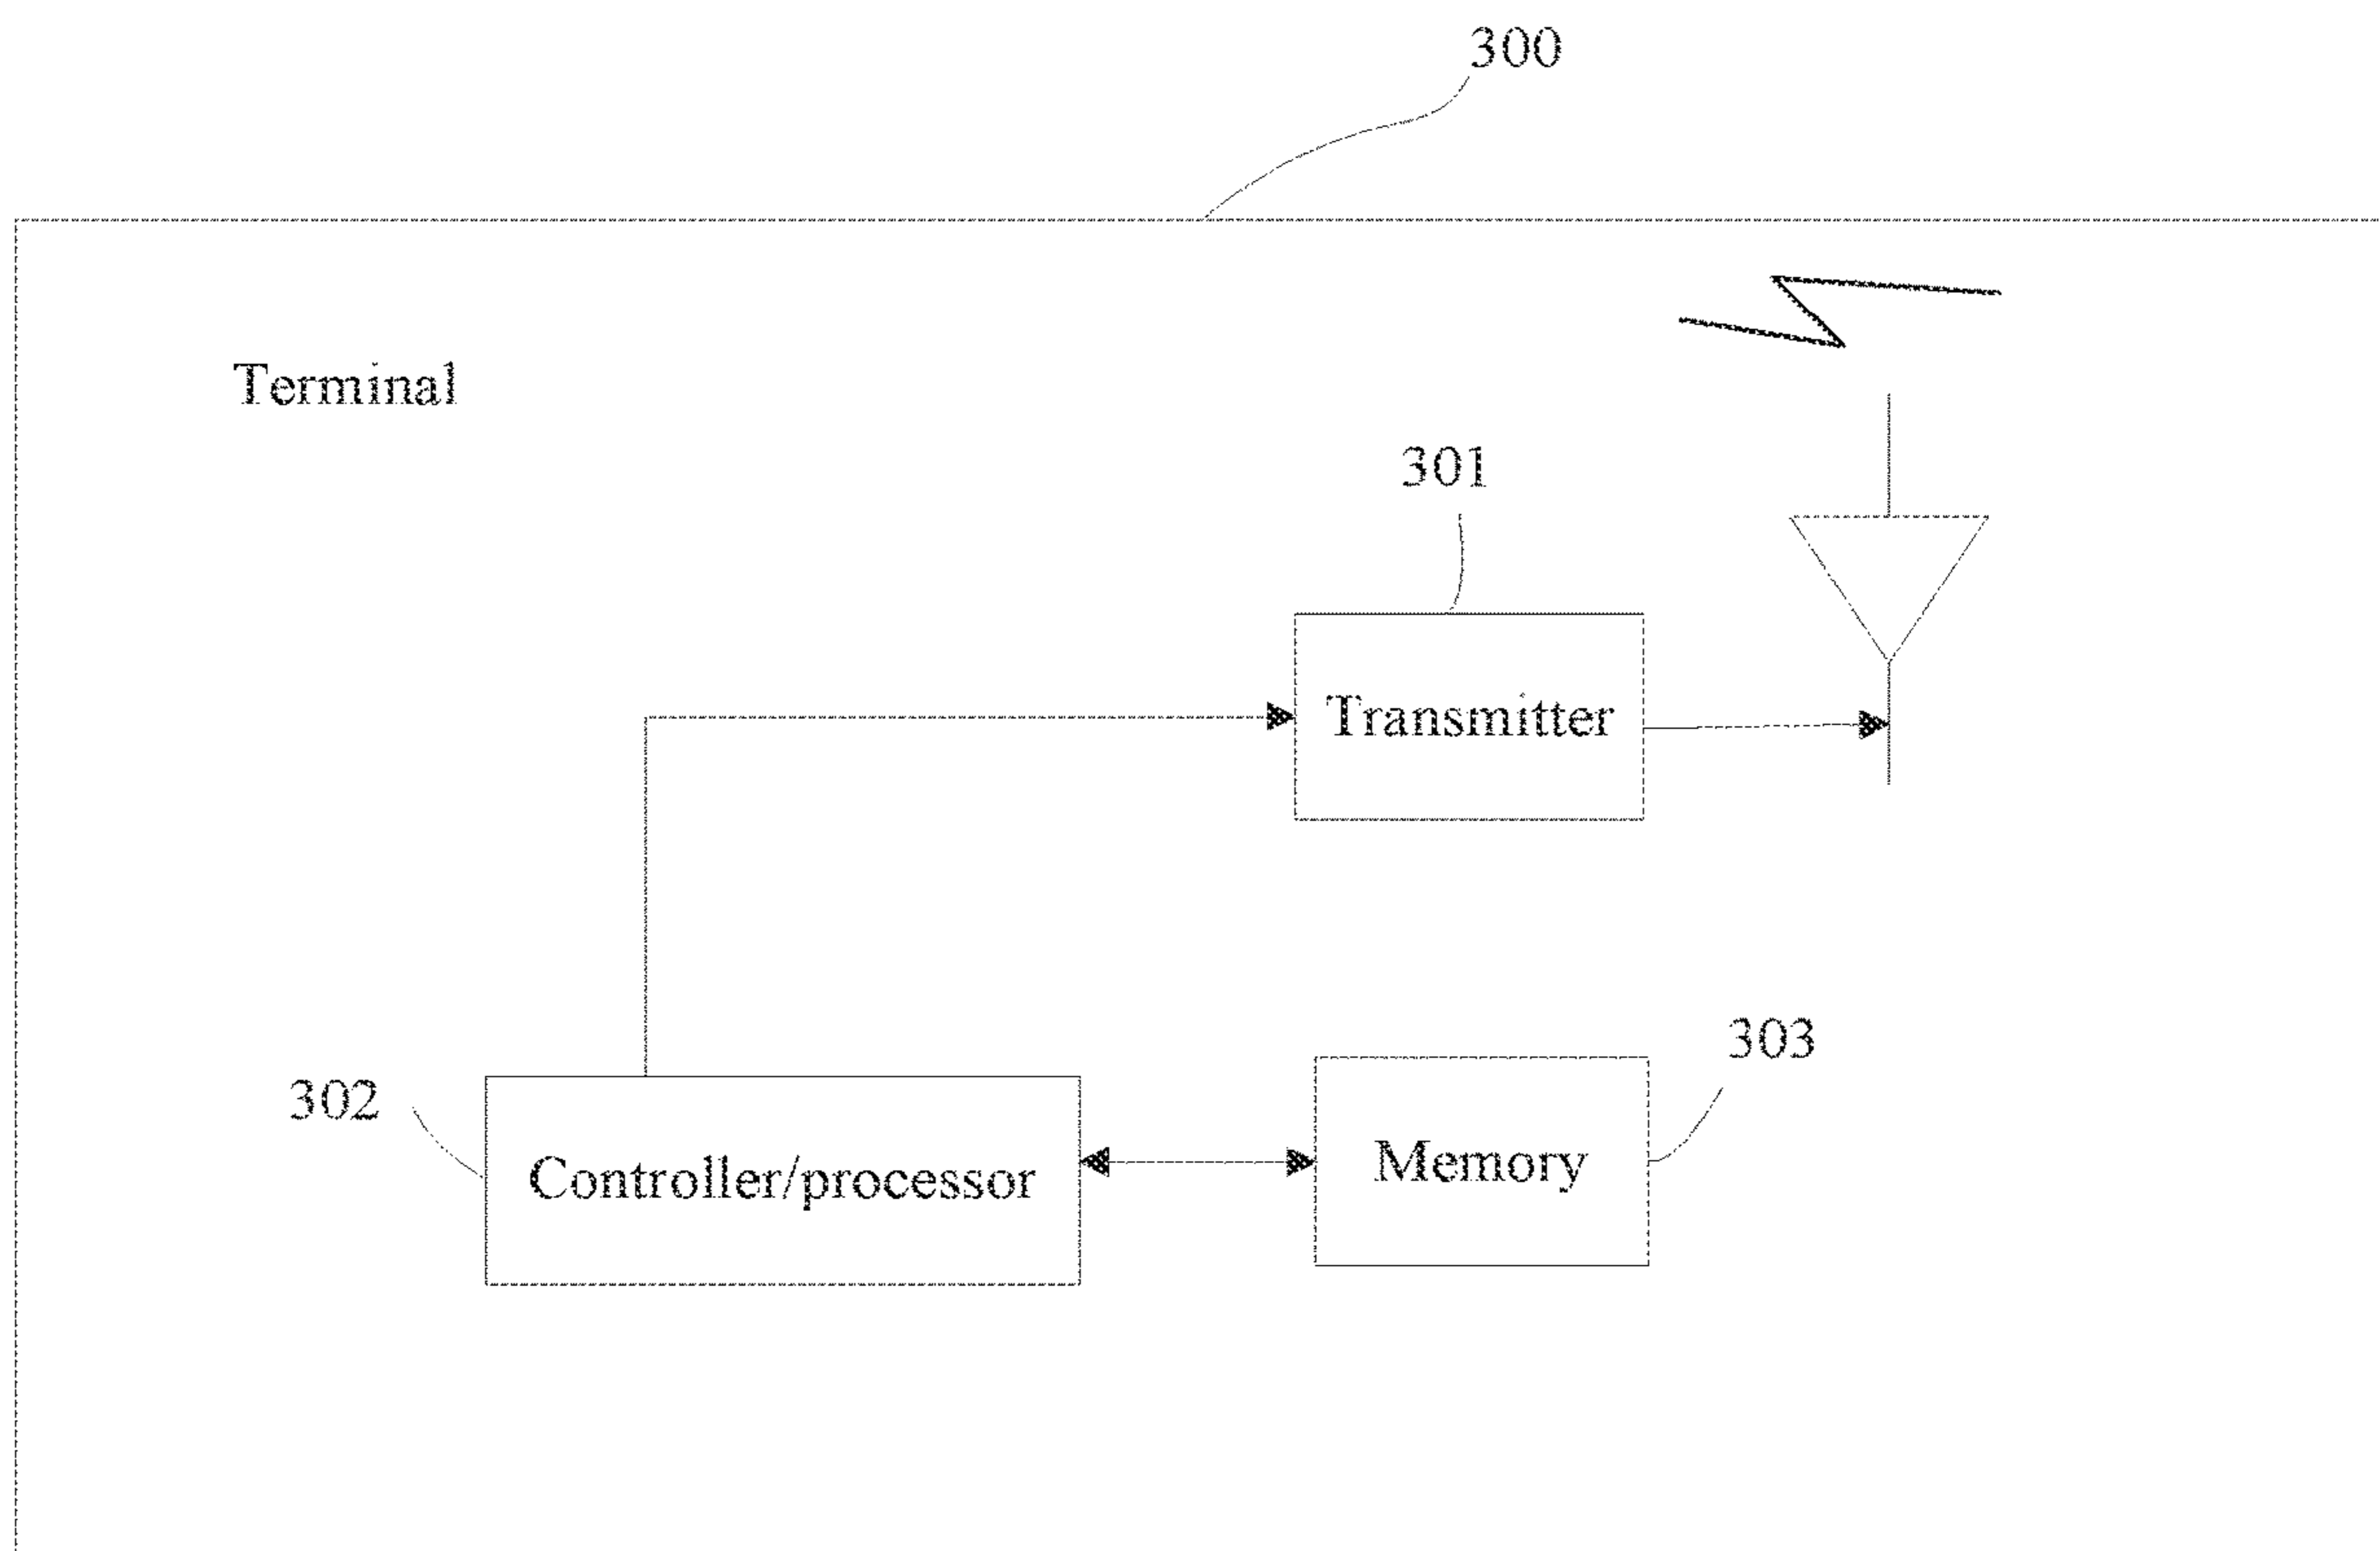 300
Terminal
301
Transmitter
303
302
Controller/processor
Memory